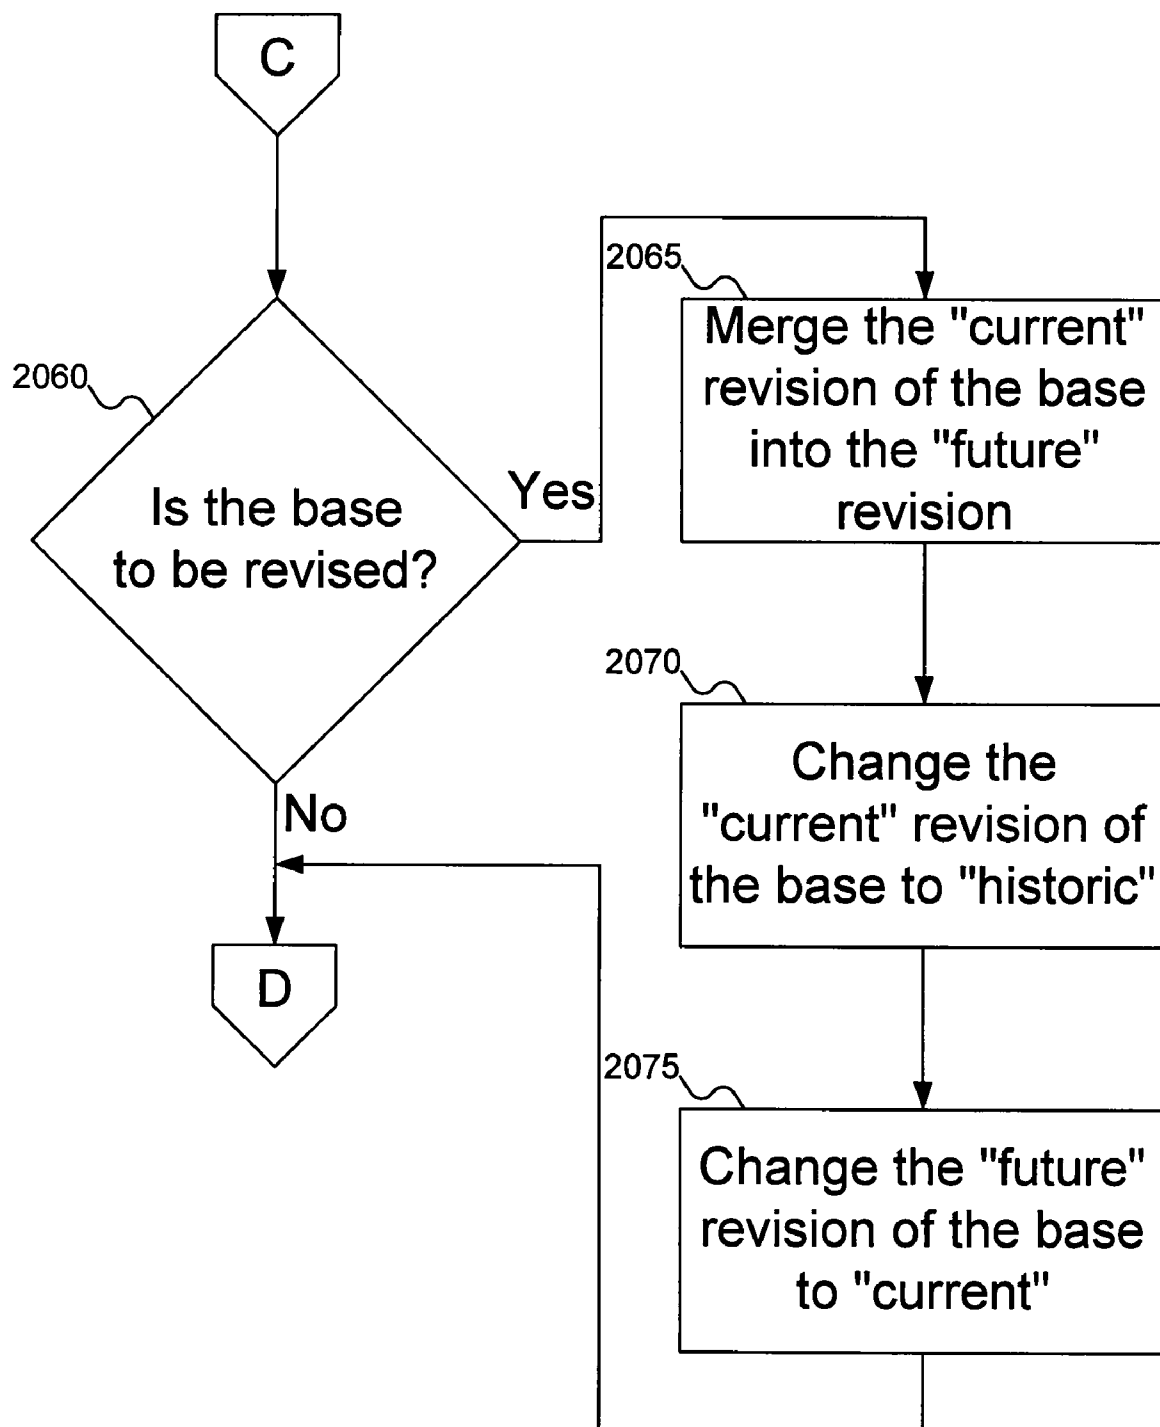 C
2060
Is the base
to be revised?
Yes
No
D
2065
Merge the "current"
revision of the base
into the "future"
revision
2070
Change the
"current" revision of
the base to "historic"
2075
Change the "future"
revision of the base
to "current"